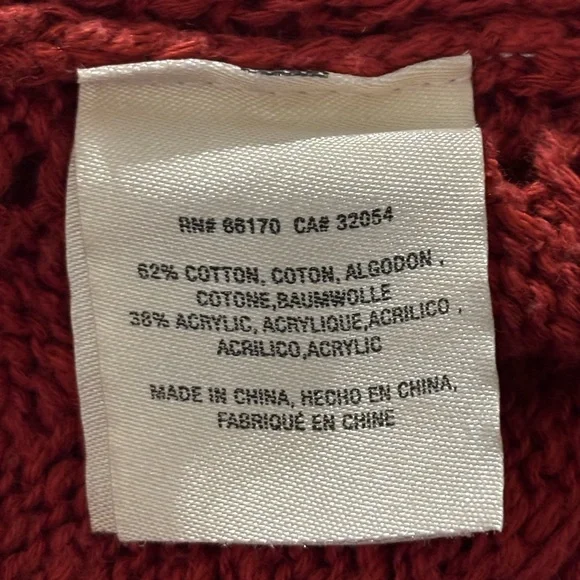 RN# 66170 CA# 32054
62% COTTON, COTON, ALGODON,
COTONE,BAUMWOLLE
38% ACRYLIC, ACRYLIQUE,ACRILICO,
ACRILICO,ACRYLIC
MADE IN CHINA, HECHO EN CHINA,
FABRIQUÉ EN CHINE